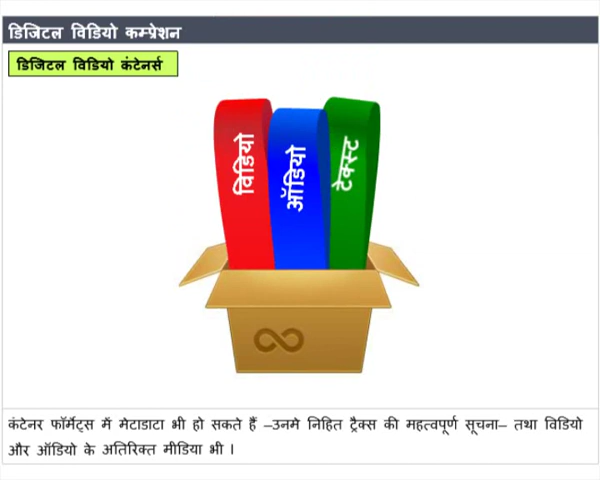 डिजिटल विडियो कम्प्रेशन
डिजिटल विडियो कंटेनर्स
विडियो
ऑडियो
टेक्स्ट
कंटेनर फॉर्मेट्स में मेटाडाटा भी हो सकते हैं –उनमे निहित ट्रैक्स की महत्वपूर्ण सूचना– तथा विडियो
और ऑडियो के अतिरिक्त मीडिया भी ।